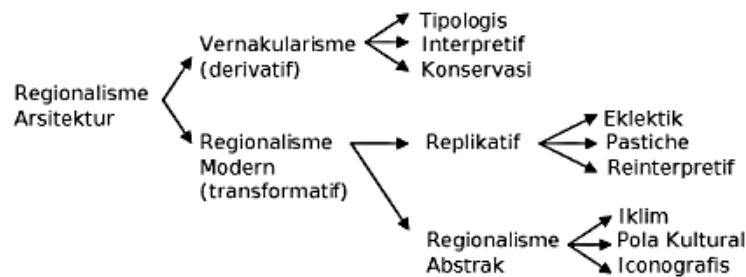 Regionalisme
Arsitektur
Vernakularisme
(derivatif)
Tipologis
Interpretif
Konservasi
Regionalisme
Modern
(transformatif)
Replikatif
Eklektik
Pastiche
Reinterpretif
Regionalisme
Abstrak
Iklim
Pola Kultural
Iconografis